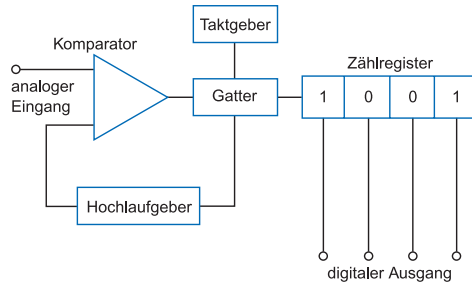 Taktgeber
Komparator
Zählregister
analoger
Eingang
Gatter
1 0 0 1
Hochlaufgeber
digitaler Ausgang